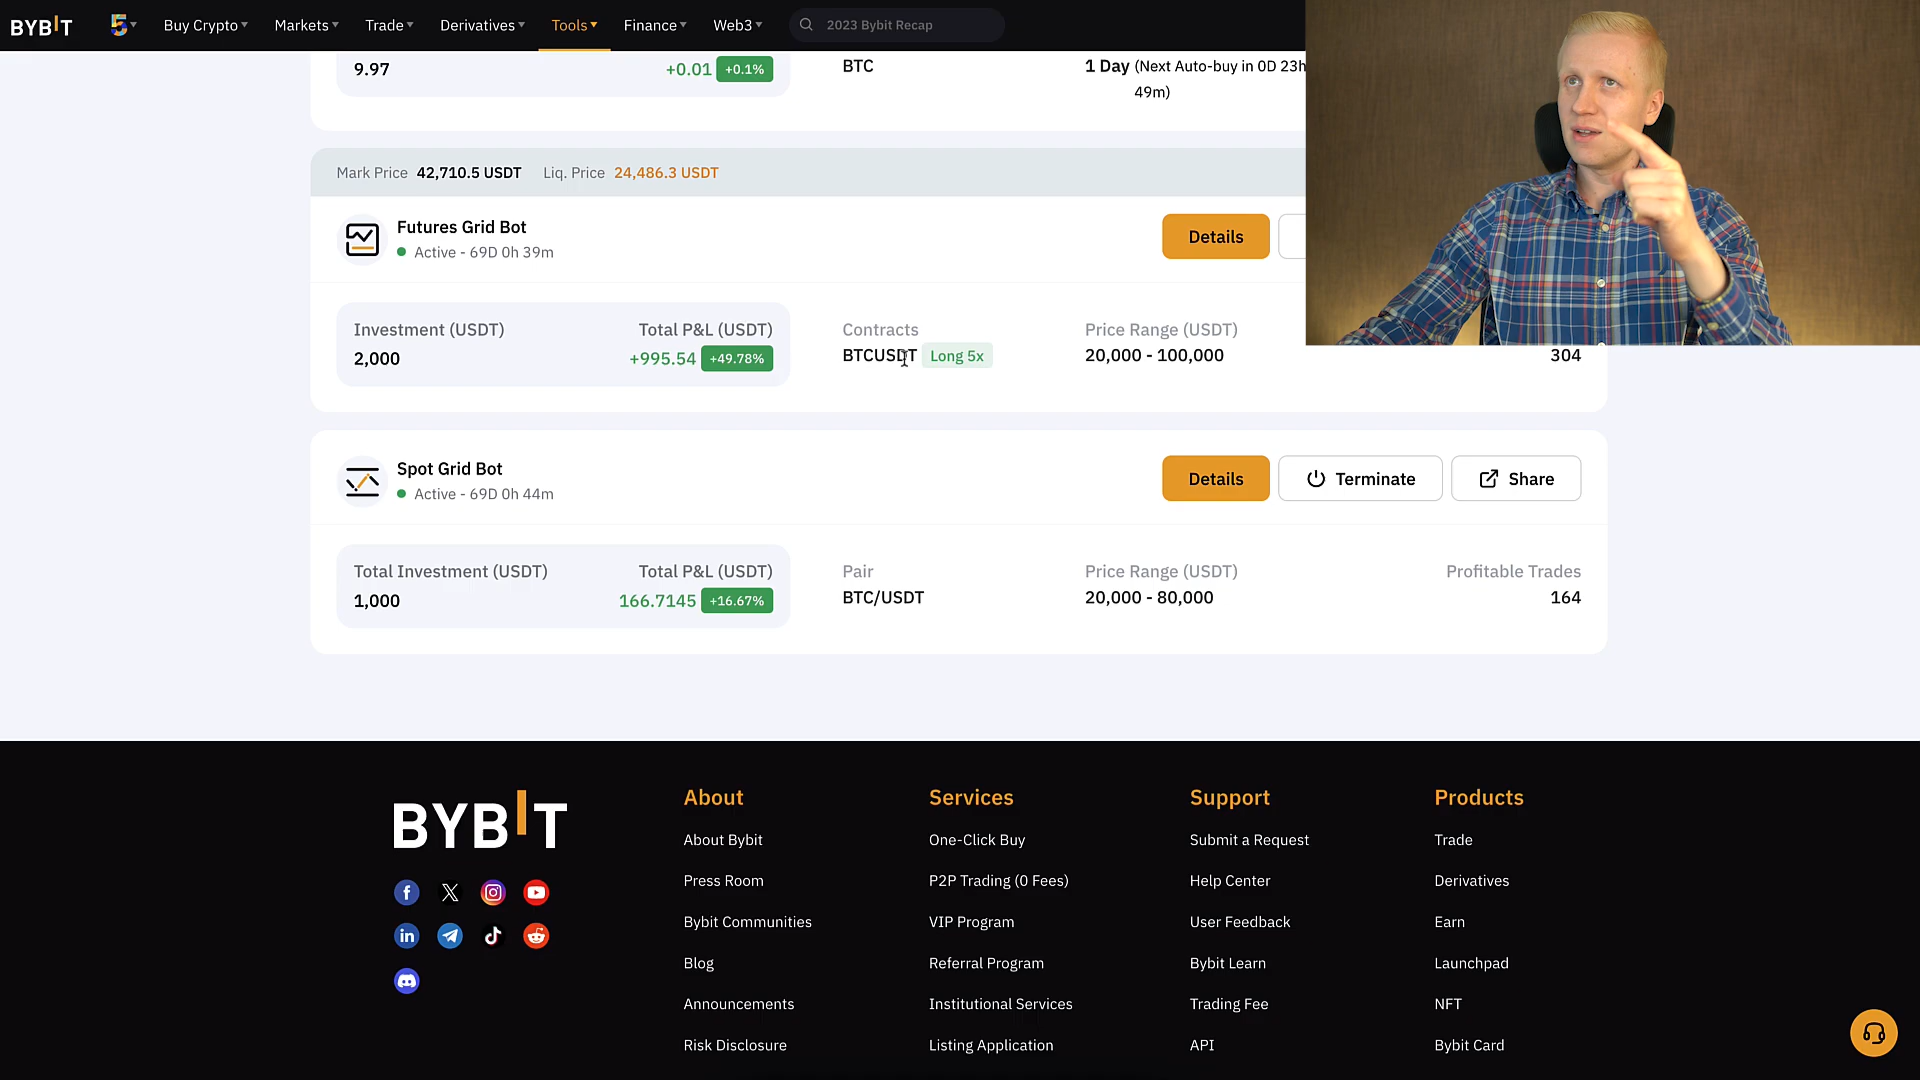 BYBIT Buy Crypto Markets Trade Derivatives Tools Finance Web3 2023 Bybit Recap
9.97 +0.01 +0.1% BTC 1 Day (Next Auto-buy in 0D 23h
49m)
Mark Price 42,710.5 USDT Liq. Price 24,486.3 USDT
Futures Grid Bot
Active - 69D 0h 39m
Details
Investment (USDT) Total P&L (USDT) Contracts Price Range (USDT)
2,000 +995.54 +49.78% BTCUSDT Long 5x 20,000 - 100,000 304
Spot Grid Bot
Active - 69D 0h 44m
Details Terminate Share
Total Investment (USDT) Total P&L (USDT) Pair Price Range (USDT) Profitable Trades
1,000 166.7145 +16.67% BTC/USDT 20,000 - 80,000 164
BYBIT
About Services Support Products
About Bybit One-Click Buy Submit a Request Trade
Press Room P2P Trading (0 Fees) Help Center Derivatives
Bybit Communities VIP Program User Feedback Earn
Blog Referral Program Bybit Learn Launchpad
Announcements Institutional Services Trading Fee NFT
Risk Disclosure Listing Application API Bybit Card